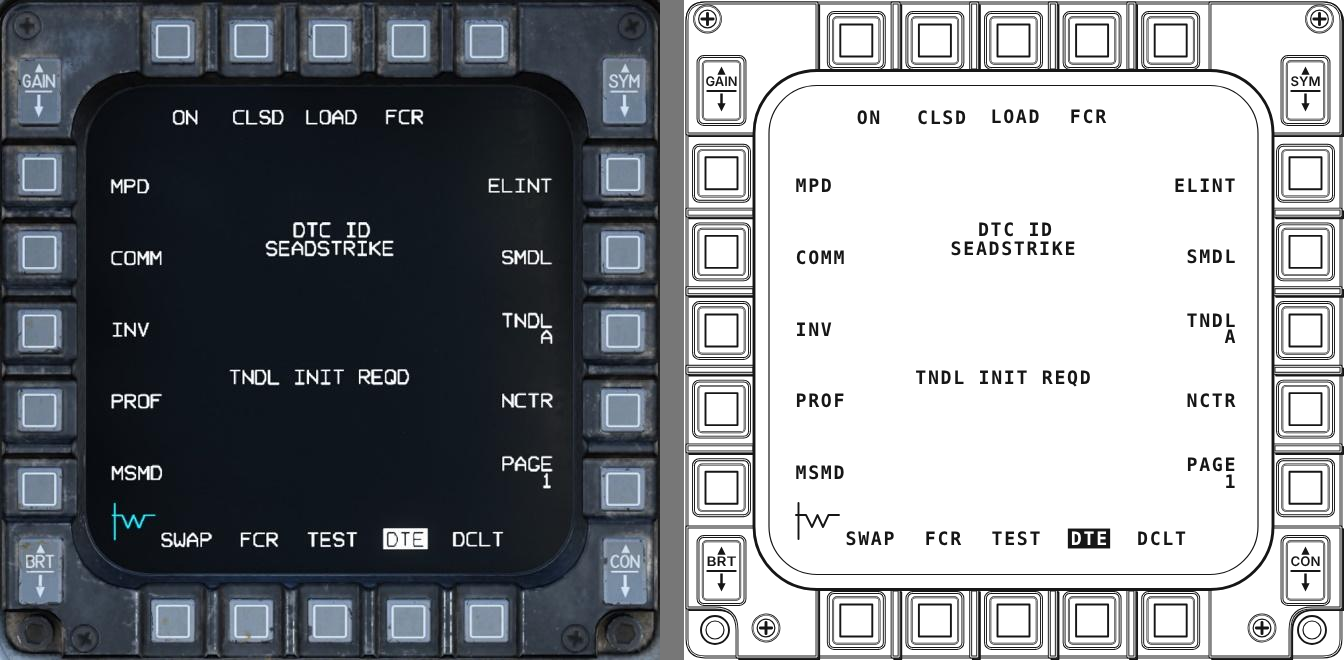 GAIN
SYM
ON CLSD LOAD FCR
MPD
ELINT
DTC ID
SEADSTRIKE
COMM
SMDL
INV
TNDL
A
TNDL INIT REQD
PROF
NCTR
MSMD
PAGE
1
SWAP FCR TEST DTE DCLT
BRT
CON
GAIN
SYM
ON CLSD LOAD FCR
MPD
ELINT
DTC ID
SEADSTRIKE
COMM
SMDL
INV
TNDL
A
TNDL INIT REQD
PROF
NCTR
MSMD
PAGE
1
SWAP FCR TEST DTE DCLT
BRT
CON